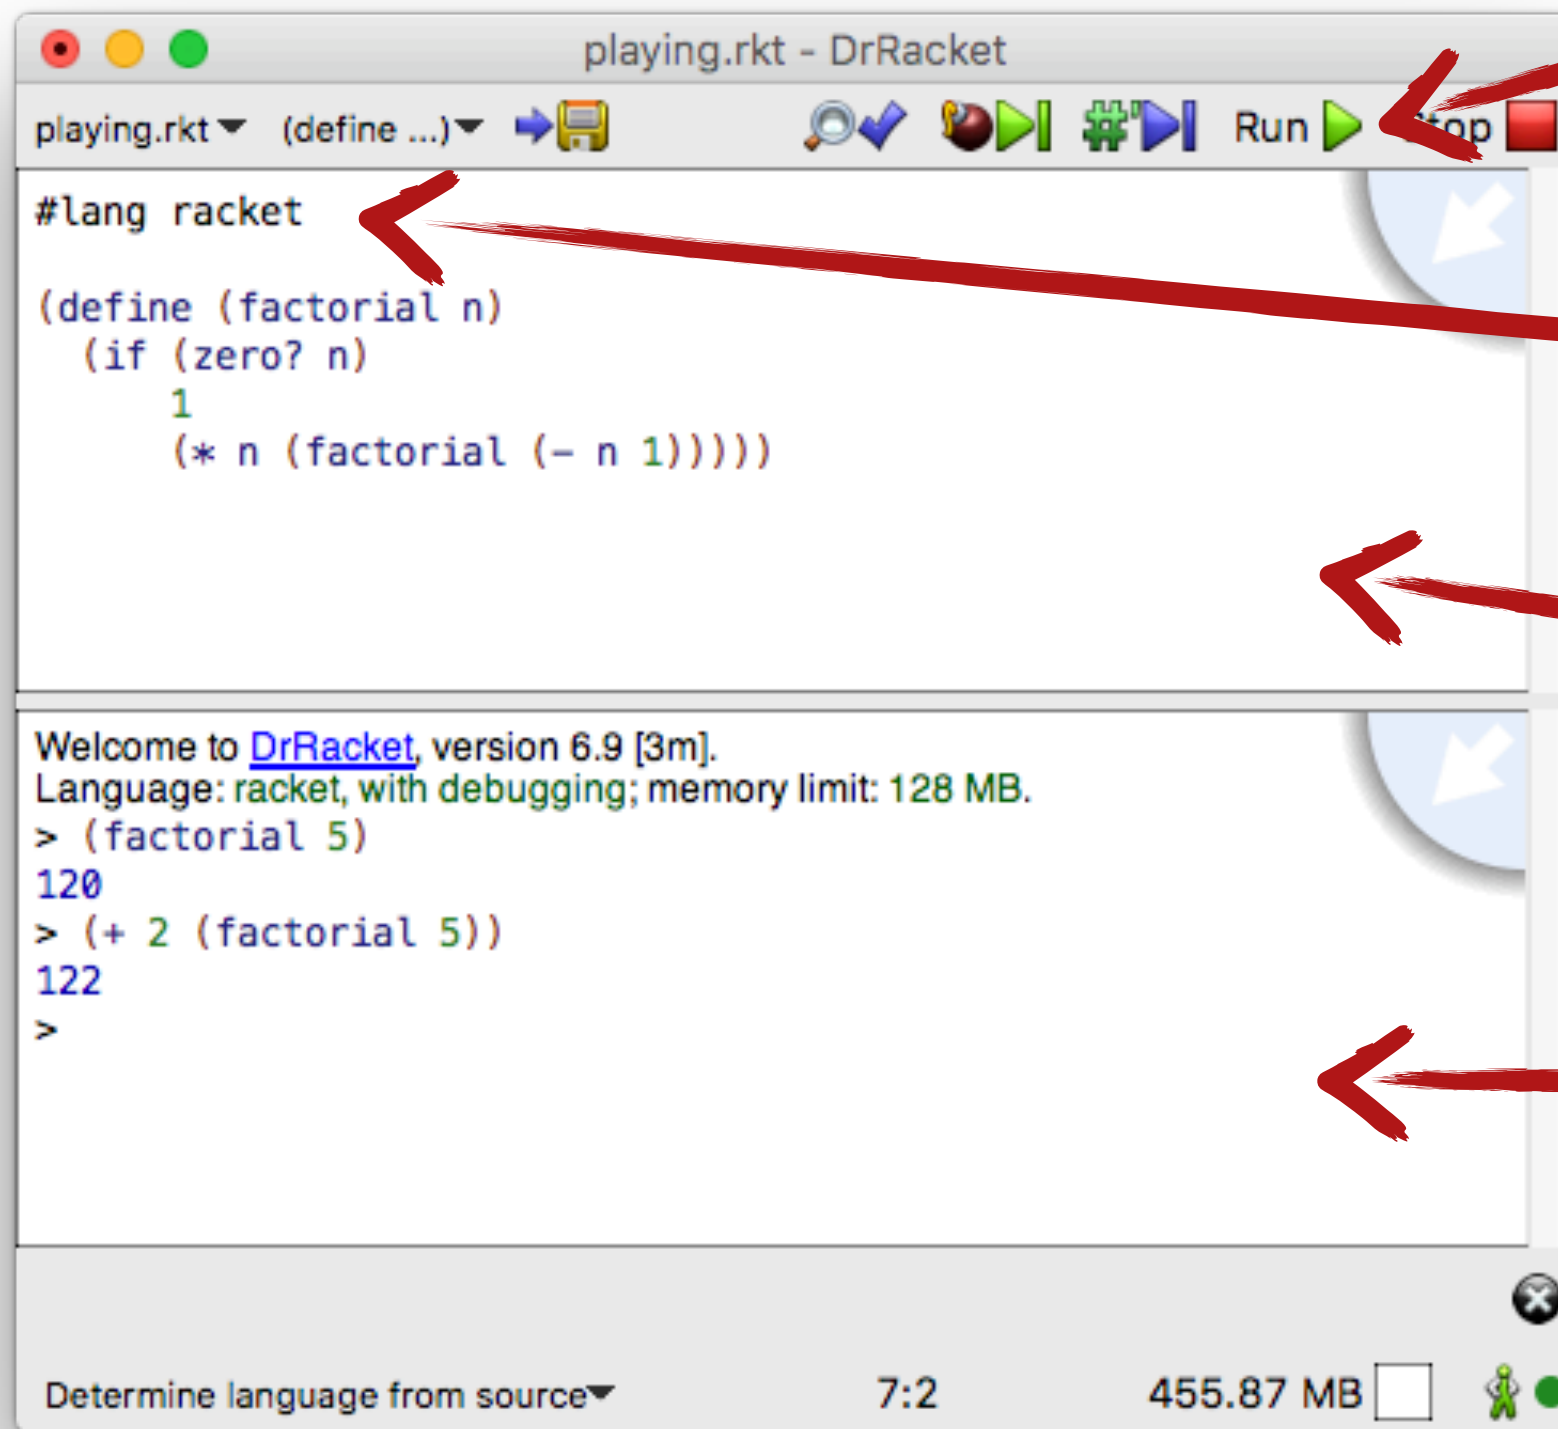 playing.rkt - DrRacket
playing.rkt (define ...) Run Stop
#lang racket
(define (factorial n)
(if (zero? n)
1
(* n (factorial (- n 1)))))
Welcome to DrRacket, version 6.9 [3m].
Language: racket, with debugging; memory limit: 128 MB.
> (factorial 5)
120
> (+ 2 (factorial 5))
122
>
Determine language from source 7:2 455.87 MB